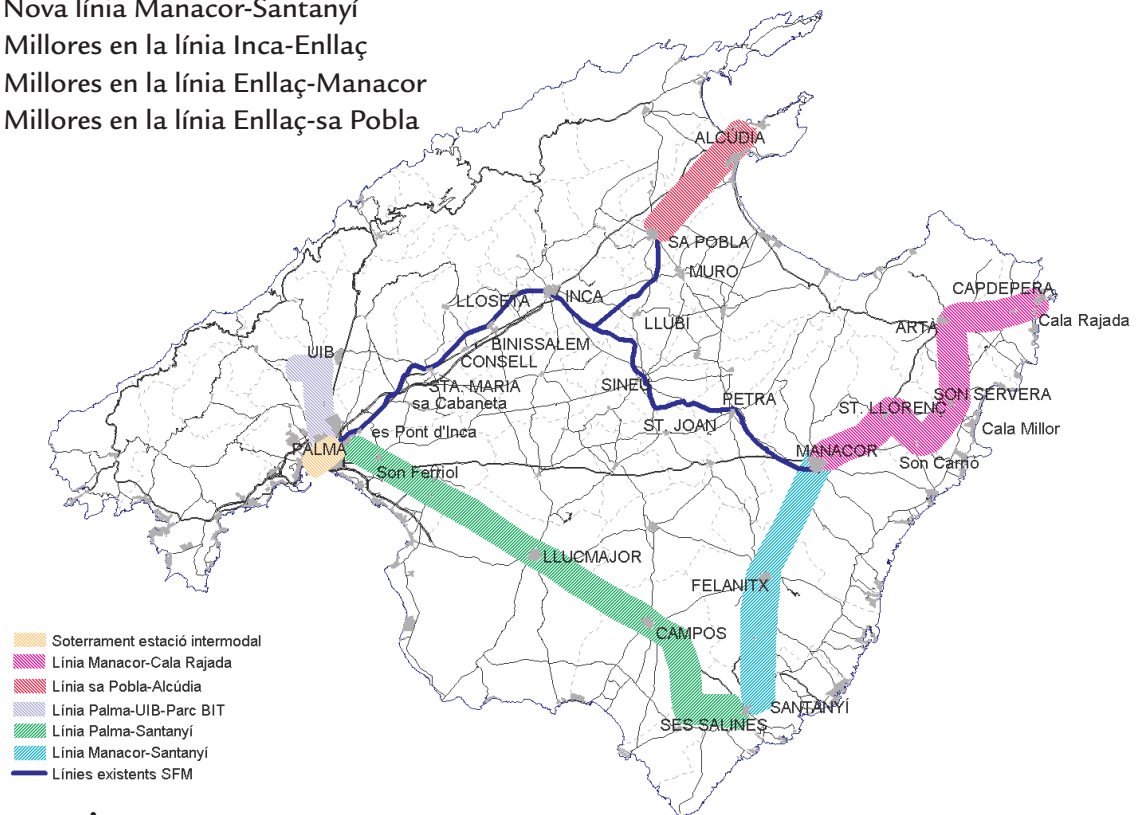 Nova línia Manacor-Santanyí
Millores en la línia Inca-Enllaç
Millores en la línia Enllaç-Manacor
Millores en la línia Enllaç-sa Pobla
ALCÚDIA
SA POBLA
MURO
CAPDEPERA
LLOSETA
INCA
Cala Rajada
LLUBÍ
ARTÀ
BINISSALEM
UIB
CONSELL
STA. MARIA
SINEU
SON SERVERA
PETRA
sa Cabaneta
ST. LLORENÇ
ST. JOAN
Cala Millor
es Pont d'Inca
PALMA
MANACOR
Son Carrió
Son Ferriol
LLUCMAJOR
FELANITX
CAMPOS
SANTANYÍ
SES SALINES
Soterrament estació intermodal
Línia Manacor-Cala Rajada
Línia sa Pobla-Alcúdia
Línia Palma-UIB-Parc BIT
Línia Palma-Santanyí
Línia Manacor-Santanyí
Línies existents SFM